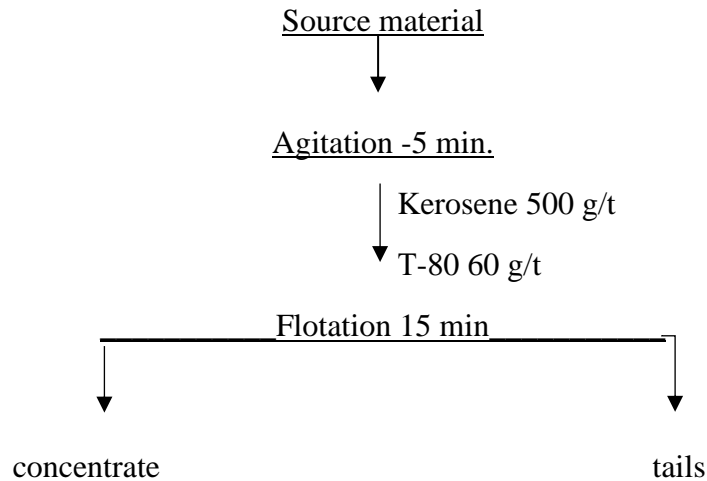 Source material
Agitation -5 min.
Kerosene 500 g/t
T-80 60 g/t
Flotation 15 min
concentrate
tails